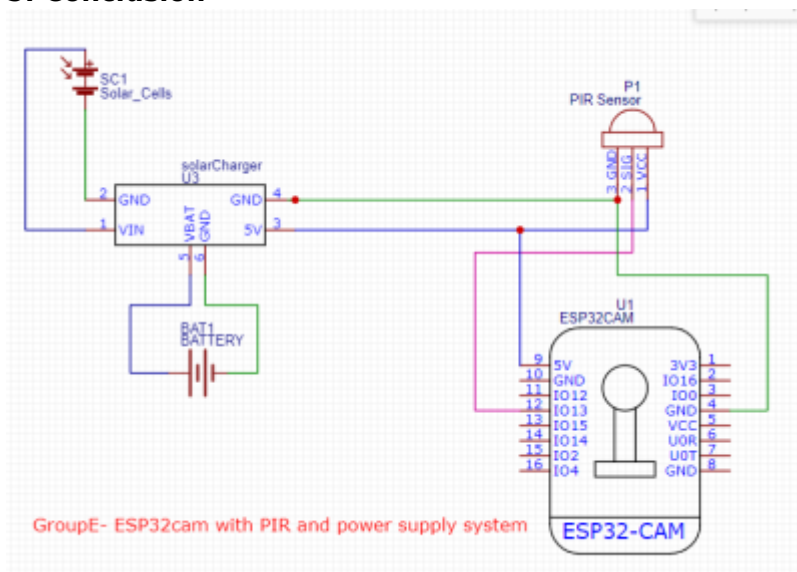 SC1
Solar_Cells
P1
PIR Sensor
3 GND
2 SIG
1 VCC
solarCharger
U3
2 GND
GND 4
1 VIN
5V 3
VBAT
GND
5
6
BAT1
BATTERY
U1
ESP32CAM
9 5V
10 GND
11 IO12
12 IO13
13 IO15
14 IO14
15 IO2
16 IO4
3V3 1
IO16 2
IO0 3
GND 4
VCC 5
U0R 6
U0T 7
GND 8
GroupE- ESP32cam with PIR and power supply system
ESP32-CAM